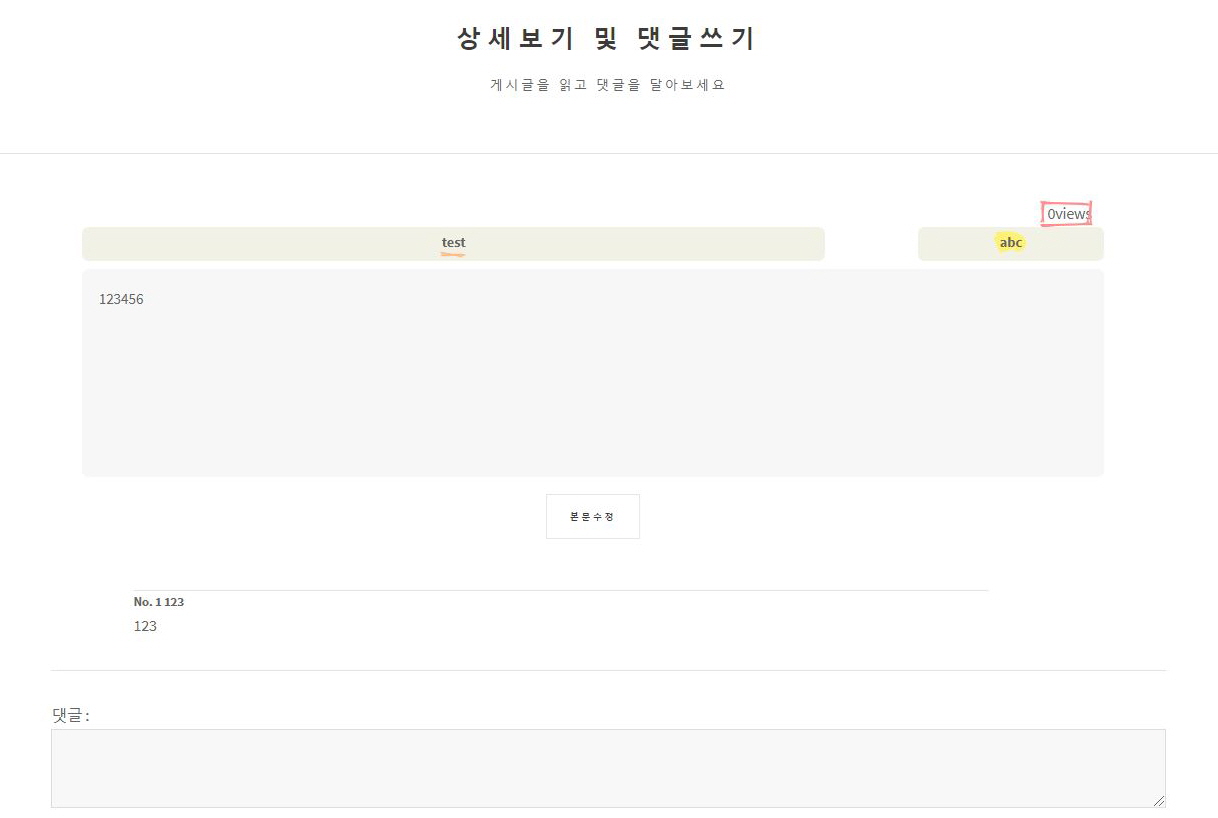 상세보기 및 댓글쓰기
게시글을 읽고 댓글을 달아보세요
0views
test abc
123456
본문수정
No. 1 123
123
댓글 :